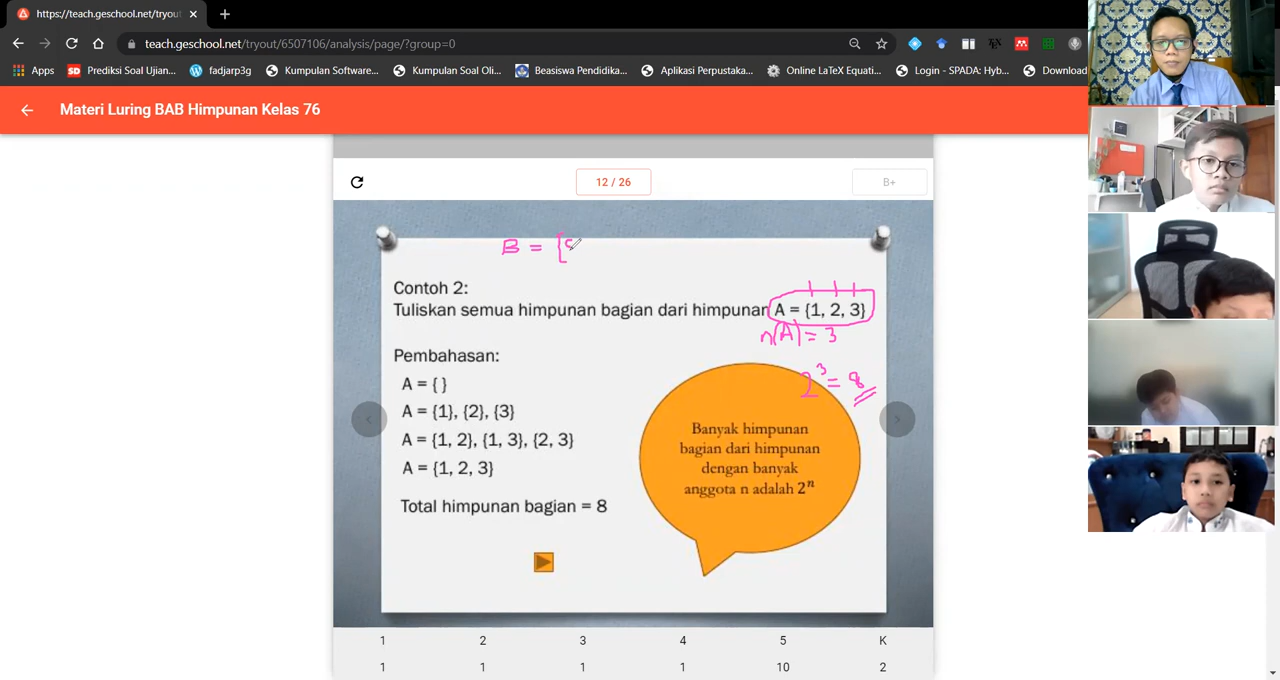 https://teach.geschool.net/tryout
teach.geschool.net/tryout/6507106/analysis/page/?group=0
Apps
Prediksi Soal Ujian...
fadjarp3g
Kumpulan Software...
Kumpulan Soal Oli...
Beasiswa Pendidika...
Aplikasi Perpustaka...
Online LaTeX Equati...
Login - SPADA: Hyb...
Download
Materi Luring BAB Himpunan Kelas 76
12 / 26
B+
B = {
Contoh 2:
Tuliskan semua himpunan bagian dari himpunan A = {1, 2, 3}
n(A) = 3
Pembahasan:
A = { }
2³ = 8
A = {1}, {2}, {3}
A = {1, 2}, {1, 3}, {2, 3}
A = {1, 2, 3}
Total himpunan bagian = 8
Banyak himpunan
bagian dari himpunan
dengan banyak
anggota n adalah 2ⁿ
1 2 3 4 5 K
1 1 1 1 10 2